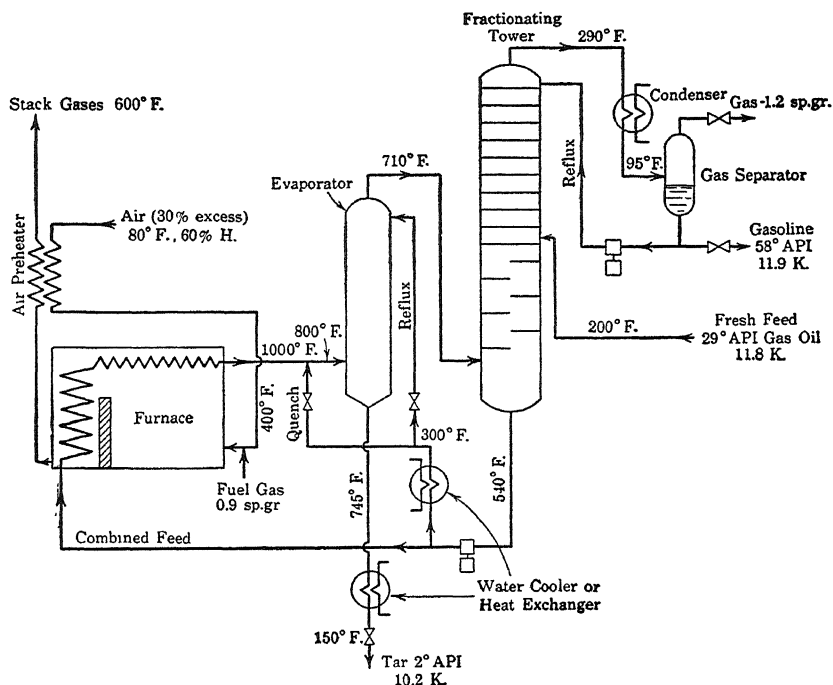 Fractionating
Tower
290° F.
Stack Gases 600° F.
Condenser
Gas-1.2 sp.gr.
710° F.
95° F.
Evaporator
Reflux
Gas Separator
Air (30% excess)
80° F., 60% H.
Air Preheater
Gasoline
58° API
11.9 K.
Reflux
800° F.
1000° F.
200° F.
Fresh Feed
29° API Gas Oil
11.8 K.
Furnace
400° F.
Quench
300° F.
Fuel Gas
0.9 sp.gr
745° F.
540° F.
Combined Feed
Water Cooler or
Heat Exchanger
150° F.
Tar 2° API
10.2 K.